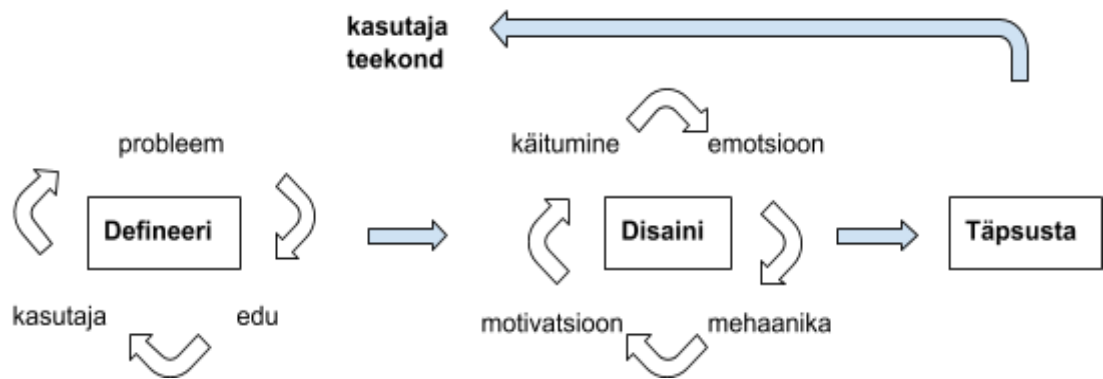 kasutaja
teekond
käitumine
emotsioon
probleem
Defineeri
Disaini
Täpsusta
kasutaja
edu
motivatsioon
mehaanika